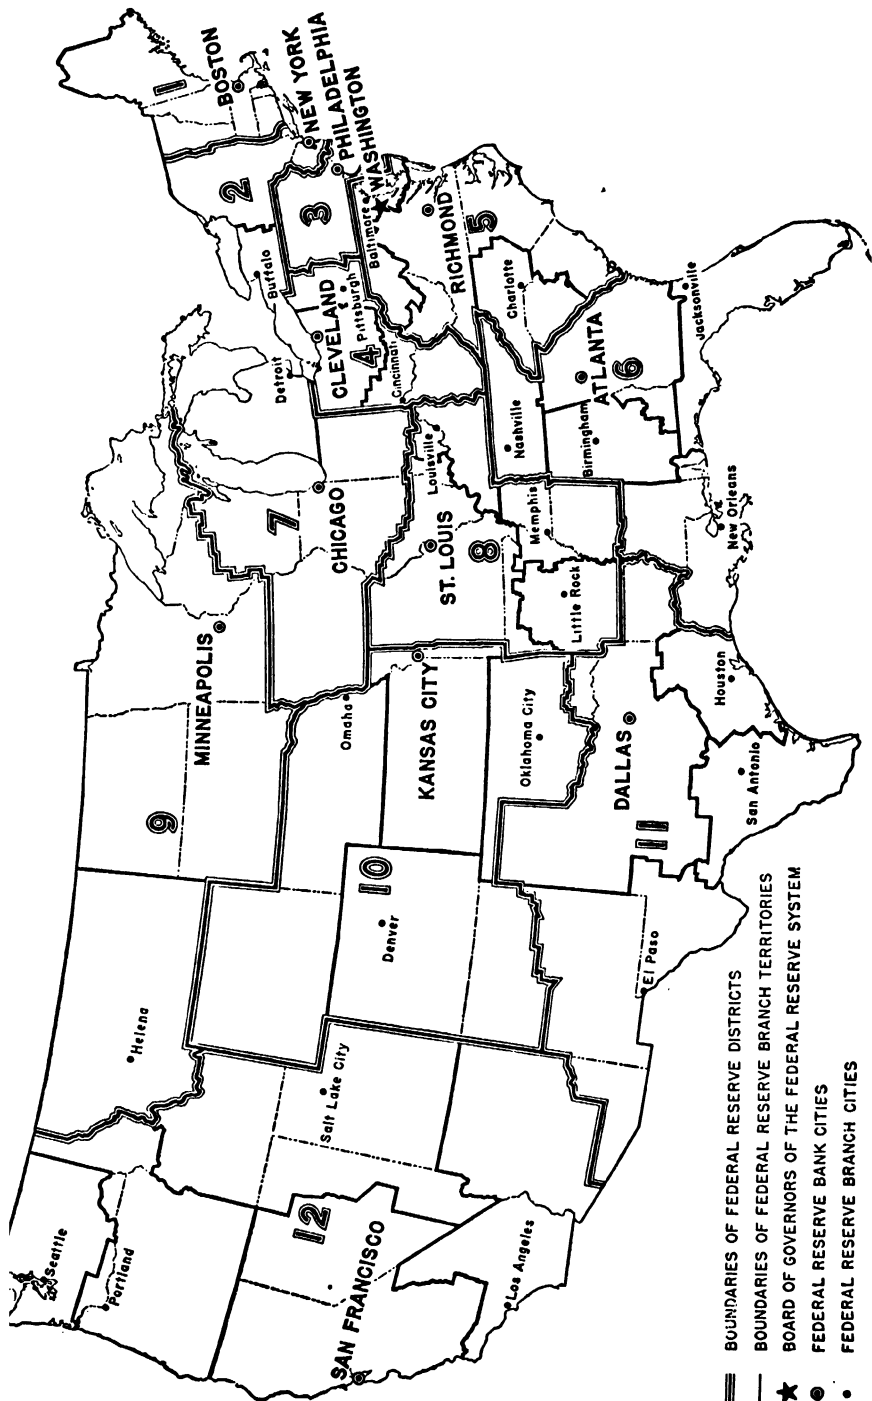 1
BOSTON
2
NEW YORK
3
PHILADELPHIA
WASHINGTON
Baltimore
Buffalo
CLEVELAND
Pittsburgh
4
Cincinnati
RICHMOND
5
Charlotte
Detroit
ATLANTA
6
Jacksonville
Nashville
Birmingham
7
CHICAGO
Louisville
ST. LOUIS
8
Memphis
Little Rock
New Orleans
MINNEAPOLIS
9
Helena
Omaha
KANSAS CITY
10
Denver
Oklahoma City
DALLAS
11
Houston
San Antonio
El Paso
Salt Lake City
12
SAN FRANCISCO
Seattle
Portland
Los Angeles
BOUNDARIES OF FEDERAL RESERVE DISTRICTS
BOUNDARIES OF FEDERAL RESERVE BRANCH TERRITORIES
BOARD OF GOVERNORS OF THE FEDERAL RESERVE SYSTEM
FEDERAL RESERVE BANK CITIES
FEDERAL RESERVE BRANCH CITIES